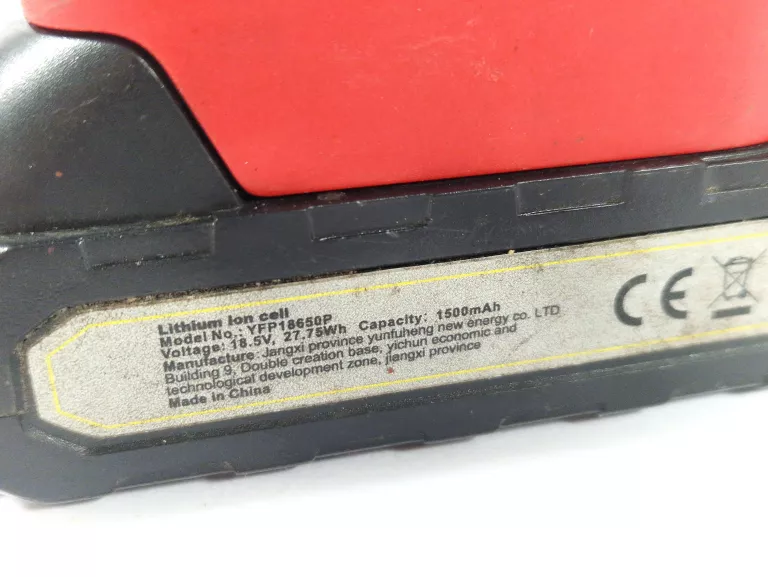 Lithium ion cell
Model No.: YFP18650P
Voltage: 18.5V, 27.75Wh Capacity: 1500mAh
Manufacture: Jangxi province yunfuheng new energy co. LTD
Building 9, Double creation base, yichun economic and
technological development zone, jiangxi province
Made in China
CE